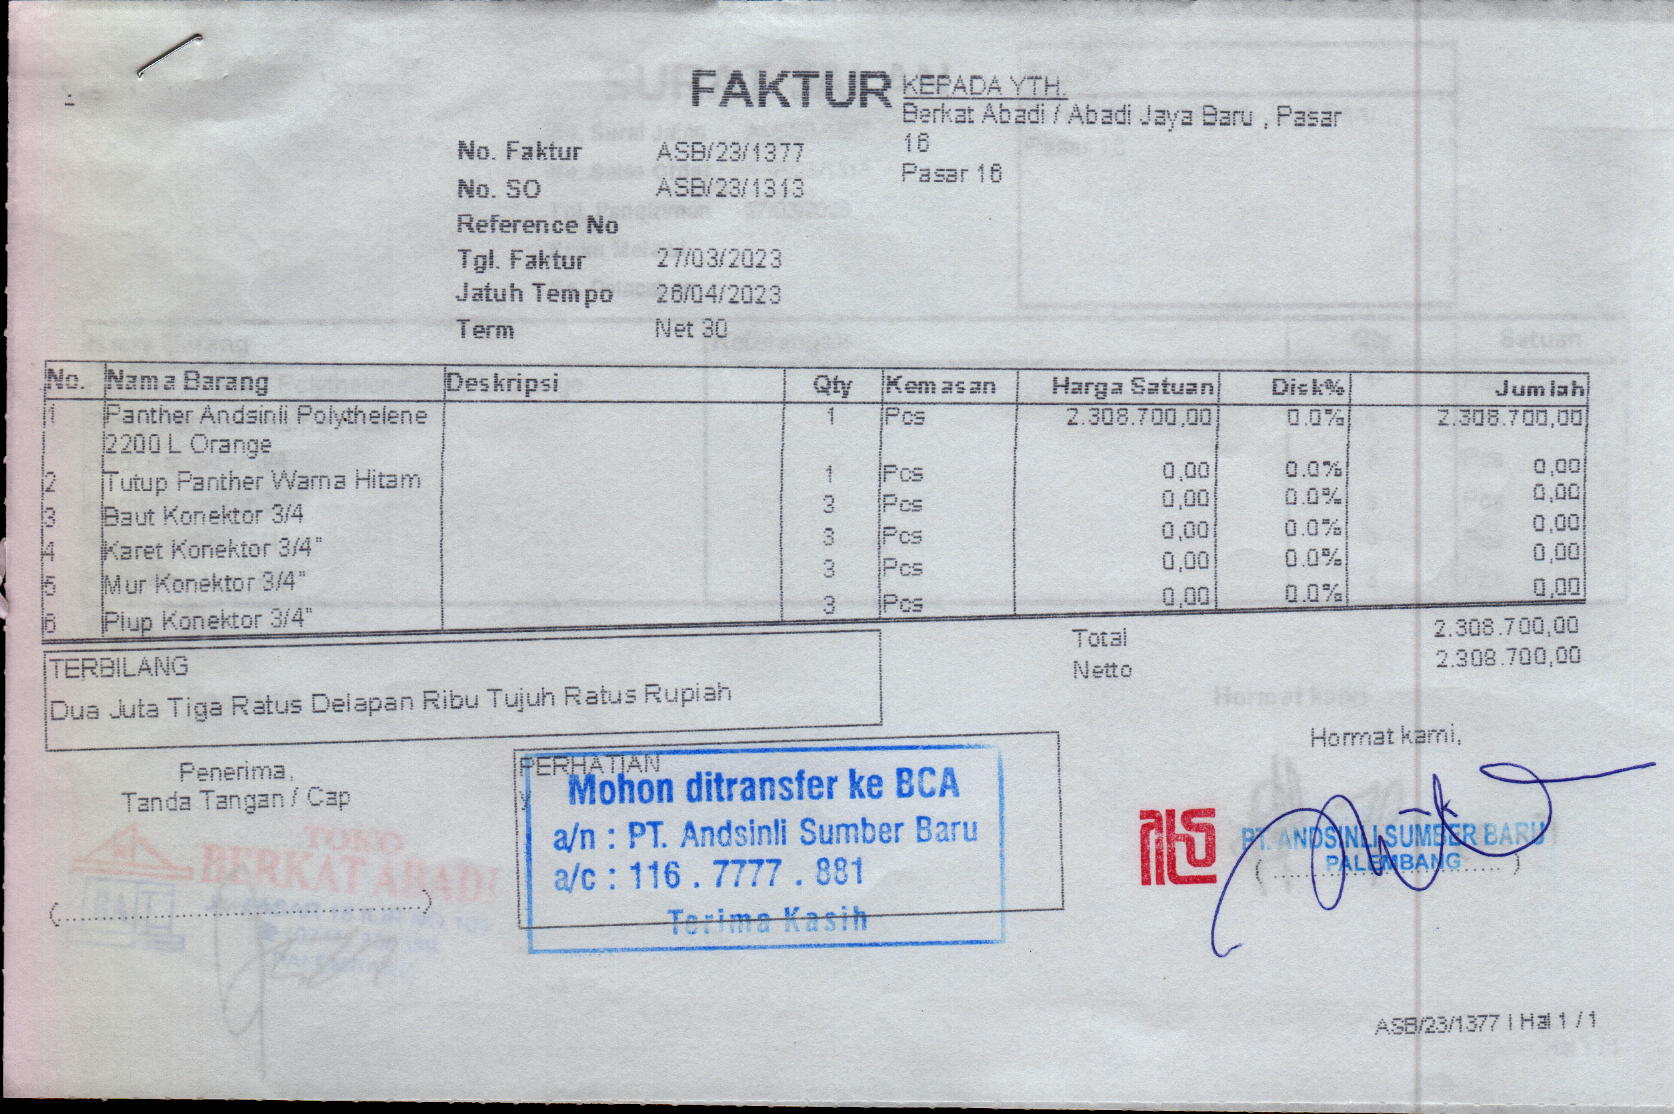 FAKTUR
KEPADA YTH.
Berkat Abadi / Abadi Jaya Baru , Pasar
16
Pasar 16
No. Faktur ASB/23/1377
No. SO ASB/23/1313
Reference No
Tgl. Faktur 27/03/2023
Jatuh Tempo 26/04/2023
Term Net 30
No. Nama Barang Deskripsi Qty Kemasan Harga Satuan Disk% Jumlah
1 Panther Andsinli Polythelene 1 Pcs 2.308.700,00 0.0% 2.308.700,00
2200 L Orange
2 Tutup Panther Warna Hitam 1 Pcs 0,00 0.0% 0,00
3 Baut Konektor 3/4 3 Pcs 0,00 0.0% 0,00
4 Karet Konektor 3/4" 3 Pcs 0,00 0.0% 0,00
5 Mur Konektor 3/4" 3 Pcs 0,00 0.0% 0,00
6 Plup Konektor 3/4" 3 Pcs 0,00 0.0% 0,00
Total 2.308.700,00
Netto 2.308.700,00
TERBILANG
Dua Juta Tiga Ratus Delapan Ribu Tujuh Ratus Rupiah
Penerima,
Tanda Tangan / Cap
TOKO
BERKAT ABADI
PERHATIAN
y
Mohon ditransfer ke BCA
a/n : PT. Andsinli Sumber Baru
a/c : 116 . 7777 . 881
Terima Kasih
Hormat kami,
PT. ANDSINLI SUMBER BARU
PALEMBANG
ASB/23/1377 | Hal 1 / 1